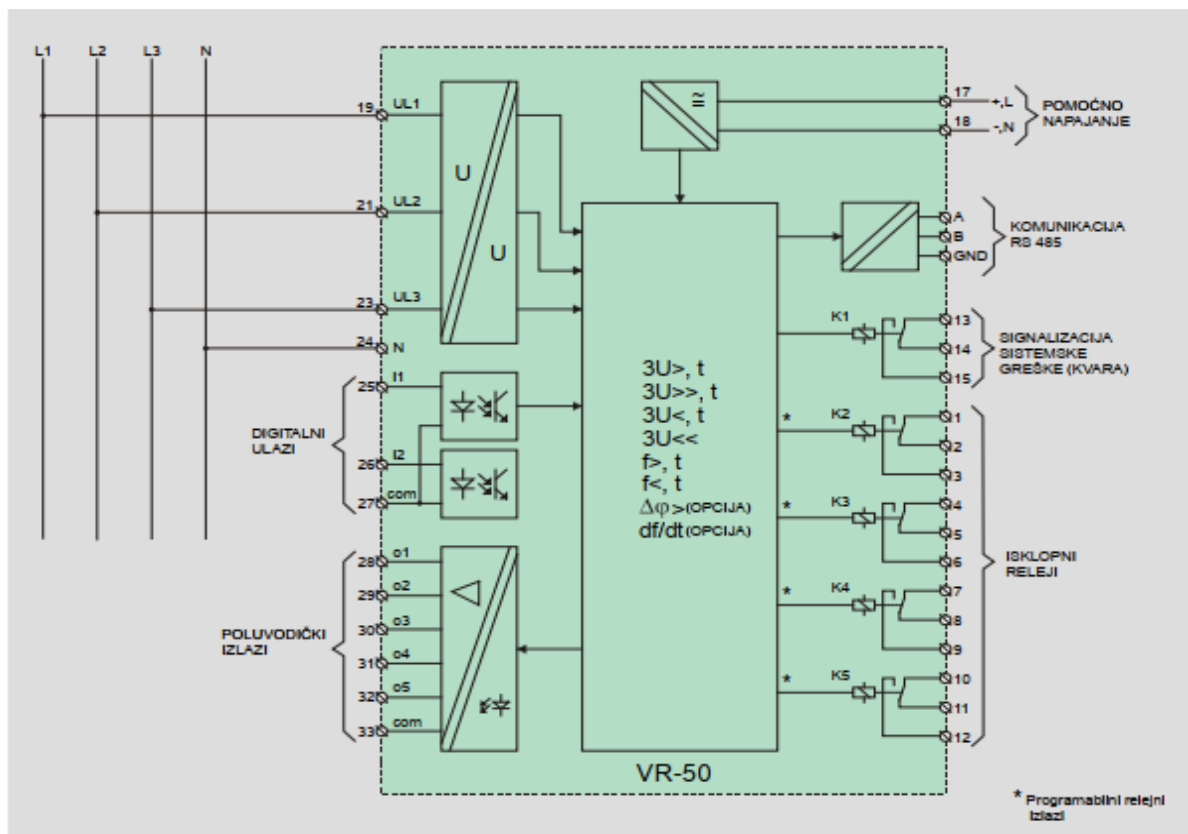 L1 L2 L3 N
19 UL1
21 UL2
23 UL3
24 N
U
U
≅
17 +,L
18 -,N
POMOĆNO
NAPAJANJE
A
B
GND
KOMUNIKACIJA
RS 485
DIGITALNI
ULAZI
25 I1
26 I2
27 com
POLUVODIČKI
IZLAZI
28 o1
29 o2
30 o3
31 o4
32 o5
33 com
3U>, t
3U>>, t
3U<, t
3U<<
f>, t
f<, t
Δφ>(OPCIJA)
df/dt(OPCIJA)
K1
13
14
15
SIGNALIZACIJA
SISTEMSKE
GREŠKE (KVARA)
* K2
1
2
3
* K3
4
5
6
* K4
7
8
9
* K5
10
11
12
ISKLOPNI
RELEJI
VR-50
* Programabilni relejni
izlazi